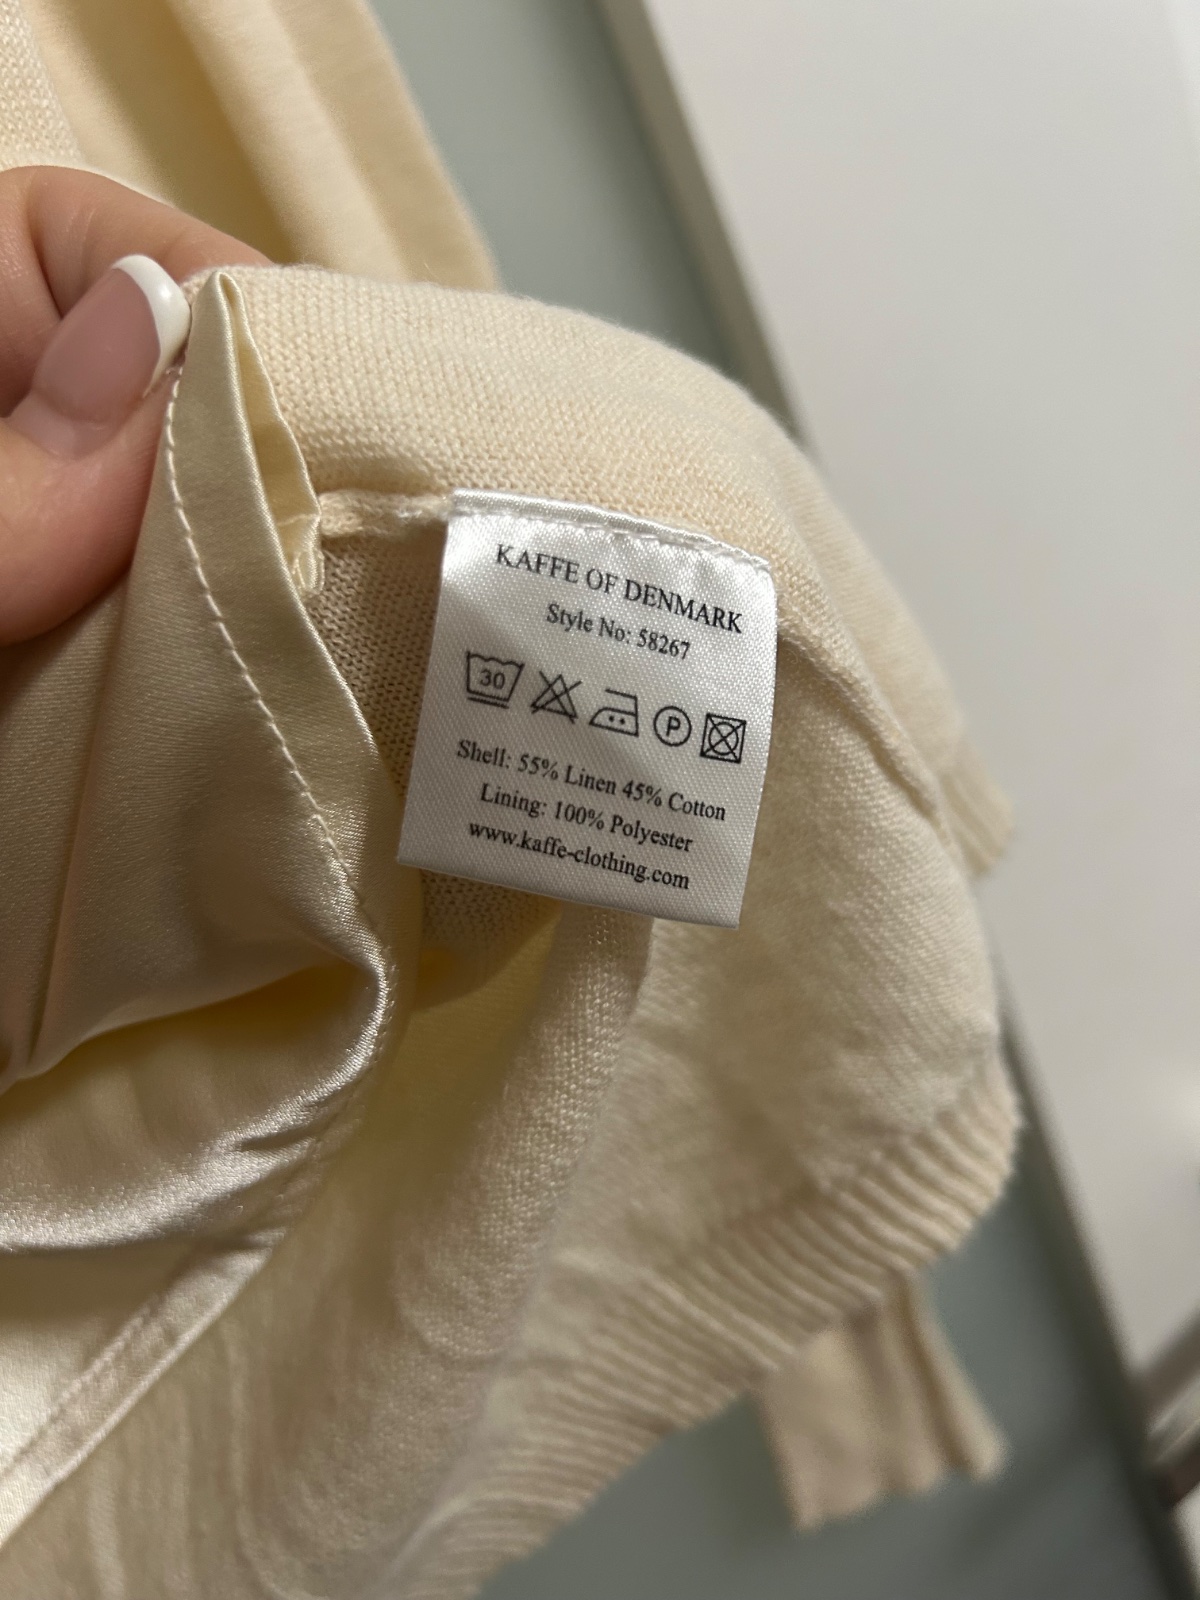 KAFFE OF DENMARK
Style No: 58267
30 P
Shell: 55% Linen 45% Cotton
Lining: 100% Polyester
www.kaffe-clothing.com